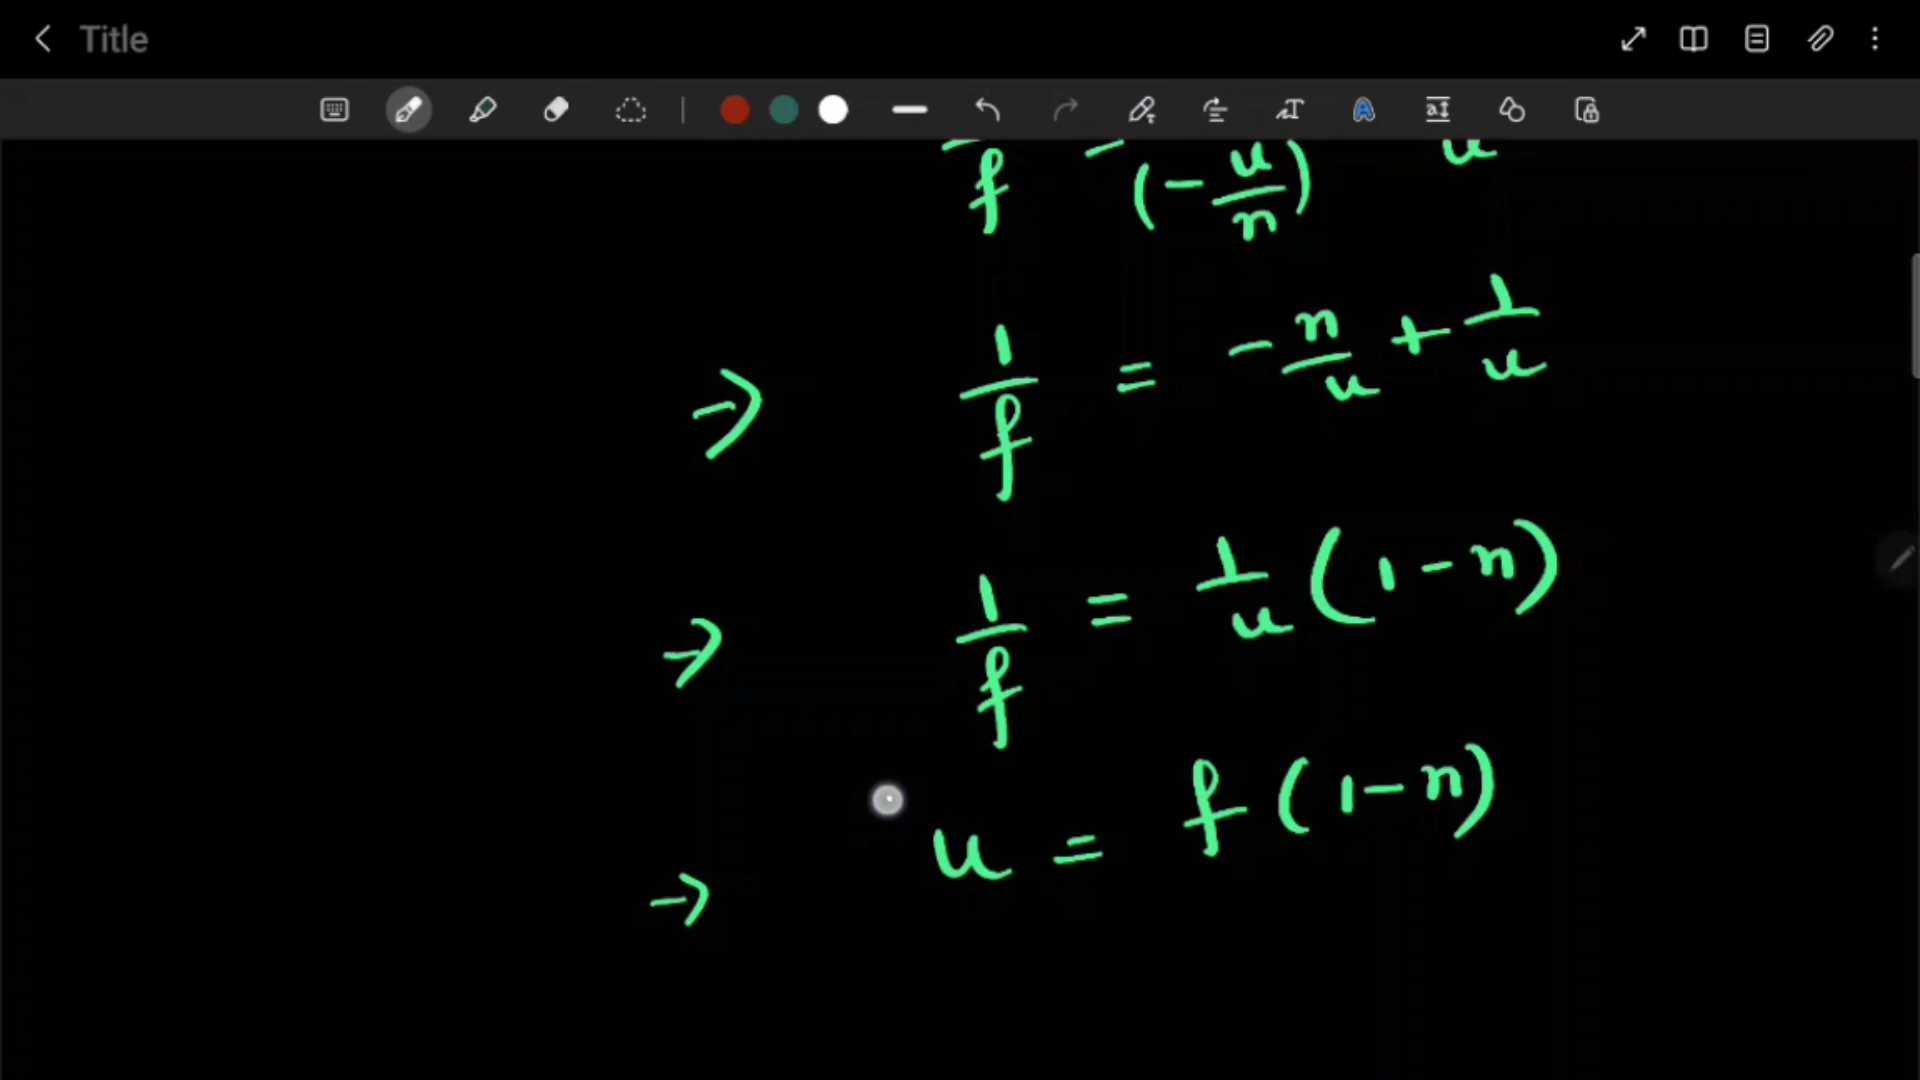 Title
f (-u/n) u
⇒ 1/f = -n/u + 1/u
⇒ 1/f = 1/u (1-n)
⇒ u = f(1-n)